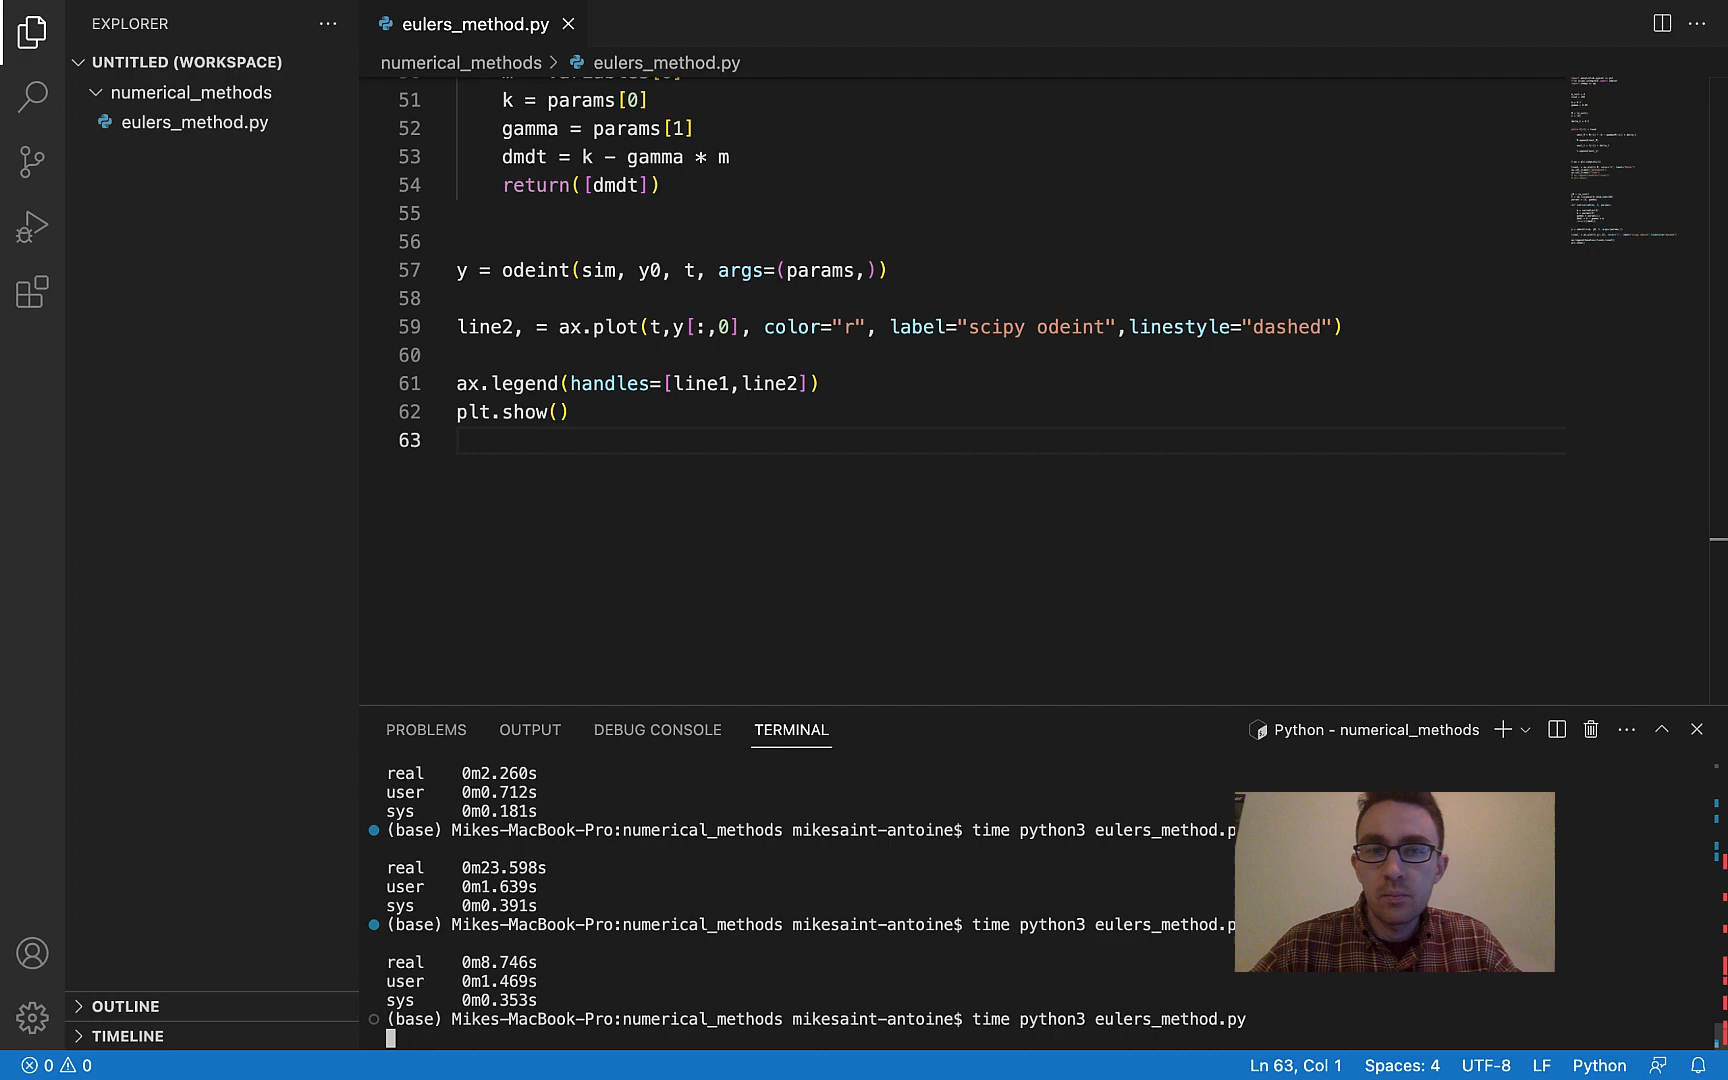 EXPLORER
UNTITLED (WORKSPACE)
numerical_methods
eulers_method.py
OUTLINE
TIMELINE
eulers_method.py
numerical_methods > eulers_method.py
51 k = params[0]
52 gamma = params[1]
53 dmdt = k - gamma * m
54 return([dmdt])
55
56
57 y = odeint(sim, y0, t, args=(params,))
58
59 line2, = ax.plot(t,y[:,0], color="r", label="scipy odeint",linestyle="dashed")
60
61 ax.legend(handles=[line1,line2])
62 plt.show()
63
PROBLEMS OUTPUT DEBUG CONSOLE TERMINAL Python - numerical_methods
real 0m2.260s
user 0m0.712s
sys 0m0.181s
(base) Mikes-MacBook-Pro:numerical_methods mikesaint-antoine$ time python3 eulers_method.p
real 0m23.598s
user 0m1.639s
sys 0m0.391s
(base) Mikes-MacBook-Pro:numerical_methods mikesaint-antoine$ time python3 eulers_method.p
real 0m8.746s
user 0m1.469s
sys 0m0.353s
(base) Mikes-MacBook-Pro:numerical_methods mikesaint-antoine$ time python3 eulers_method.py
0 0 Ln 63, Col 1 Spaces: 4 UTF-8 LF Python